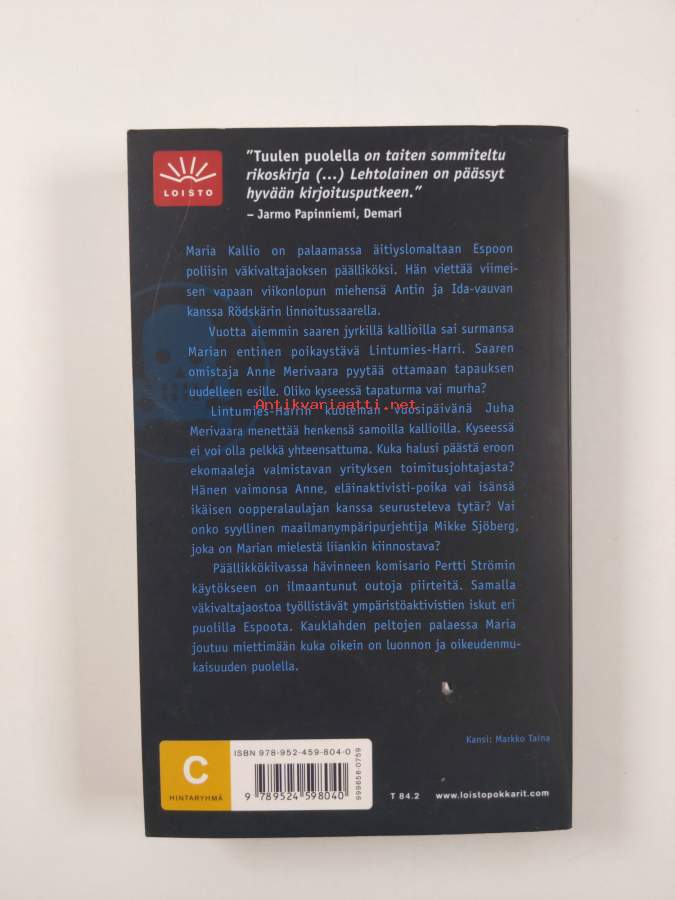 LOISTO
"Tuulen puolella on taiten sommiteltu
rikoskirja (...) Lehtolainen on päässyt
hyvään kirjoitusputkeen."
– Jarmo Papinniemi, Demari
Maria Kallio on palaamassa äitiyslomaltaan Espoon
poliisin väkivaltajaoksen päälliköksi. Hän viettää viimei-
sen vapaan viikonlopun miehensä Antin ja Ida-vauvan
kanssa Rödskärin linnoitussaarella.
Vuotta aiemmin saaren jyrkillä kallioilla sai surmansa
Marian entinen poikaystävä Lintumies-Harri. Saaren
omistaja Anne Merivaara pyytää ottamaan tapauksen
uudelleen esille. Oliko kyseessä tapaturma vai murha?
Antikvariaatti.net
Lintumies-Harrin kuoleman vuosipäivänä Juha
Merivaara menettää henkensä samoilla kallioilla. Kyseessä
ei voi olla pelkkä yhteensattuma. Kuka halusi päästä eroon
ekomaaleja valmistavan yrityksen toimitusjohtajasta?
Hänen vaimonsa Anne, eläinaktivisti-poika vai isänsä
ikäisen oopperalaulajan kanssa seurusteleva tytär? Vai
onko syyllinen maailmanympäripurjehtija Mikke Sjöberg,
joka on Marian mielestä liiankin kiinnostava?
Päällikkökilvassa hävinneen komisario Pertti Strömin
käytökseen on ilmaantunut outoja piirteitä. Samalla
väkivaltajaostoa työllistävät ympäristöaktivistien iskut eri
puolilla Espoota. Kauklahden peltojen palaessa Maria
joutuu miettimään kuka oikein on luonnon ja oikeudenmu-
kaisuuden puolella.
Kansi: Markko Taina
C
HINTARYHMÄ
ISBN 978-952-459-804-0
9 789524 598040
999656-0759
T 84.2
www.loistopokkarit.com